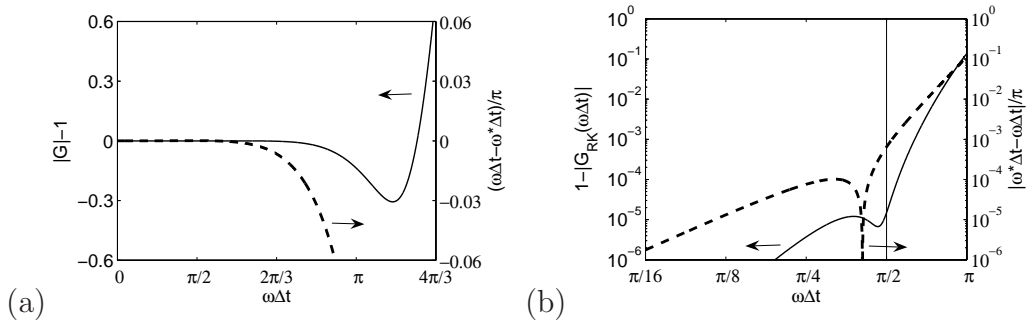 0.6
0.3
0
−0.3
−0.6
|G|−1
0
π/2
2π/3
π
4π/3
ωΔt
0.06
0.03
0
−0.03
−0.06
(ωΔt−ω*Δt)/π
(a)
10^0
10^-1
10^-2
10^-3
10^-4
10^-5
10^-6
1−|G_RK(ωΔt)|
π/16
π/8
π/4
π/2
π
ωΔt
10^0
10^-1
10^-2
10^-3
10^-4
10^-5
10^-6
|ω*Δt−ωΔt|/π
(b)